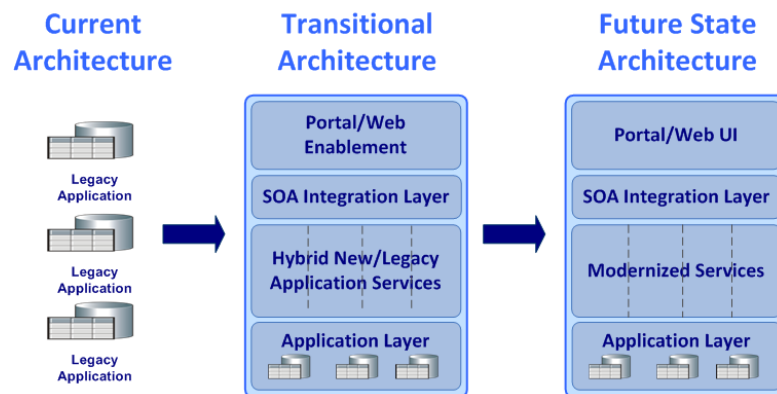 Current
Architecture
Legacy
Application
Legacy
Application
Legacy
Application
Transitional
Architecture
Portal/Web
Enablement
SOA Integration Layer
Hybrid New/Legacy
Application Services
Application Layer
Future State
Architecture
Portal/Web UI
SOA Integration Layer
Modernized Services
Application Layer